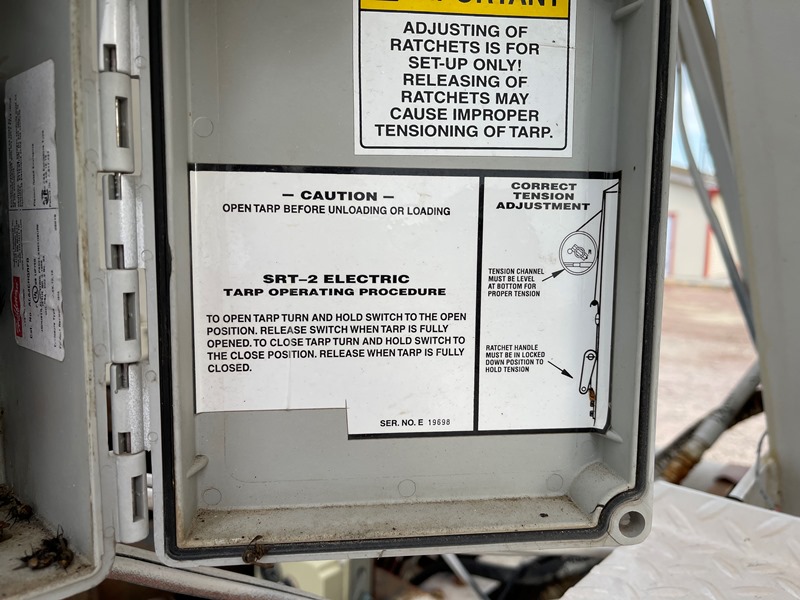 IMPORTANT
ADJUSTING OF
RATCHETS IS FOR
SET-UP ONLY!
RELEASING OF
RATCHETS MAY
CAUSE IMPROPER
TENSIONING OF TARP.
– CAUTION –
OPEN TARP BEFORE UNLOADING OR LOADING
SRT–2 ELECTRIC
TARP OPERATING PROCEDURE
TO OPEN TARP TURN AND HOLD SWITCH TO THE OPEN
POSITION. RELEASE SWITCH WHEN TARP IS FULLY
OPENED. TO CLOSE TARP TURN AND HOLD SWITCH TO
THE CLOSE POSITION. RELEASE WHEN TARP IS FULLY
CLOSED.
SER. NO. E 19698
CORRECT
TENSION
ADJUSTMENT
TENSION CHANNEL
MUST BE LEVEL
AT BOTTOM FOR
PROPER TENSION
RATCHET HANDLE
MUST BE IN LOCKED
DOWN POSITION TO
HOLD TENSION